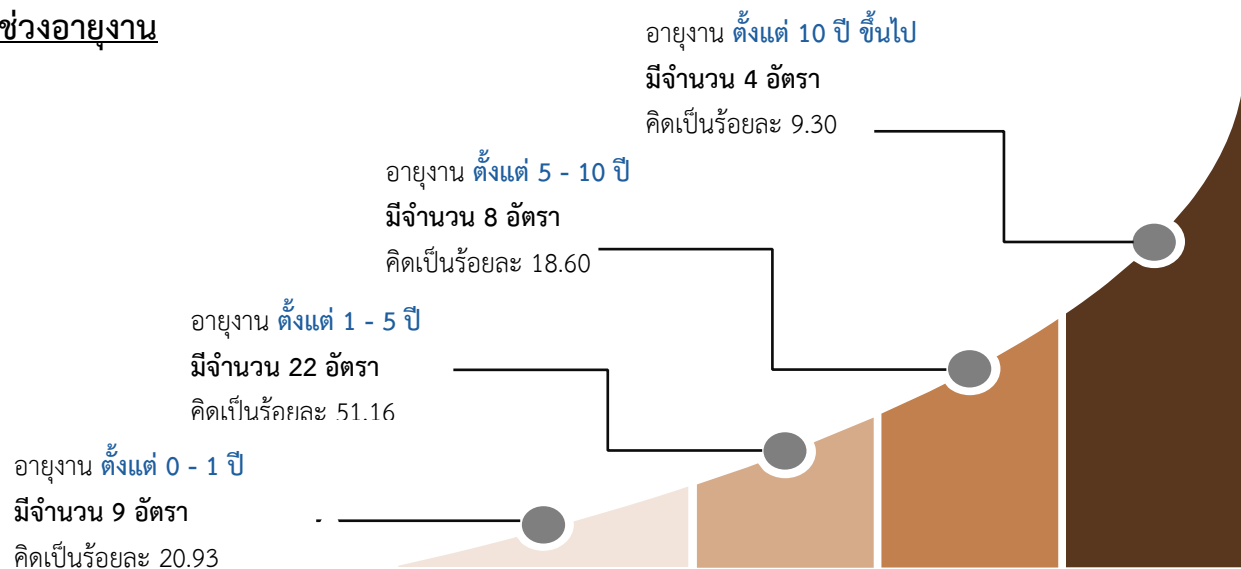 ช่วงอายุงาน
อายุงาน ตั้งแต่ 10 ปี ขึ้นไป
มีจำนวน 4 อัตรา
คิดเป็นร้อยละ 9.30
อายุงาน ตั้งแต่ 5 - 10 ปี
มีจำนวน 8 อัตรา
คิดเป็นร้อยละ 18.60
อายุงาน ตั้งแต่ 1 - 5 ปี
มีจำนวน 22 อัตรา
คิดเป็นร้อยละ 51.16
อายุงาน ตั้งแต่ 0 - 1 ปี
มีจำนวน 9 อัตรา
คิดเป็นร้อยละ 20.93